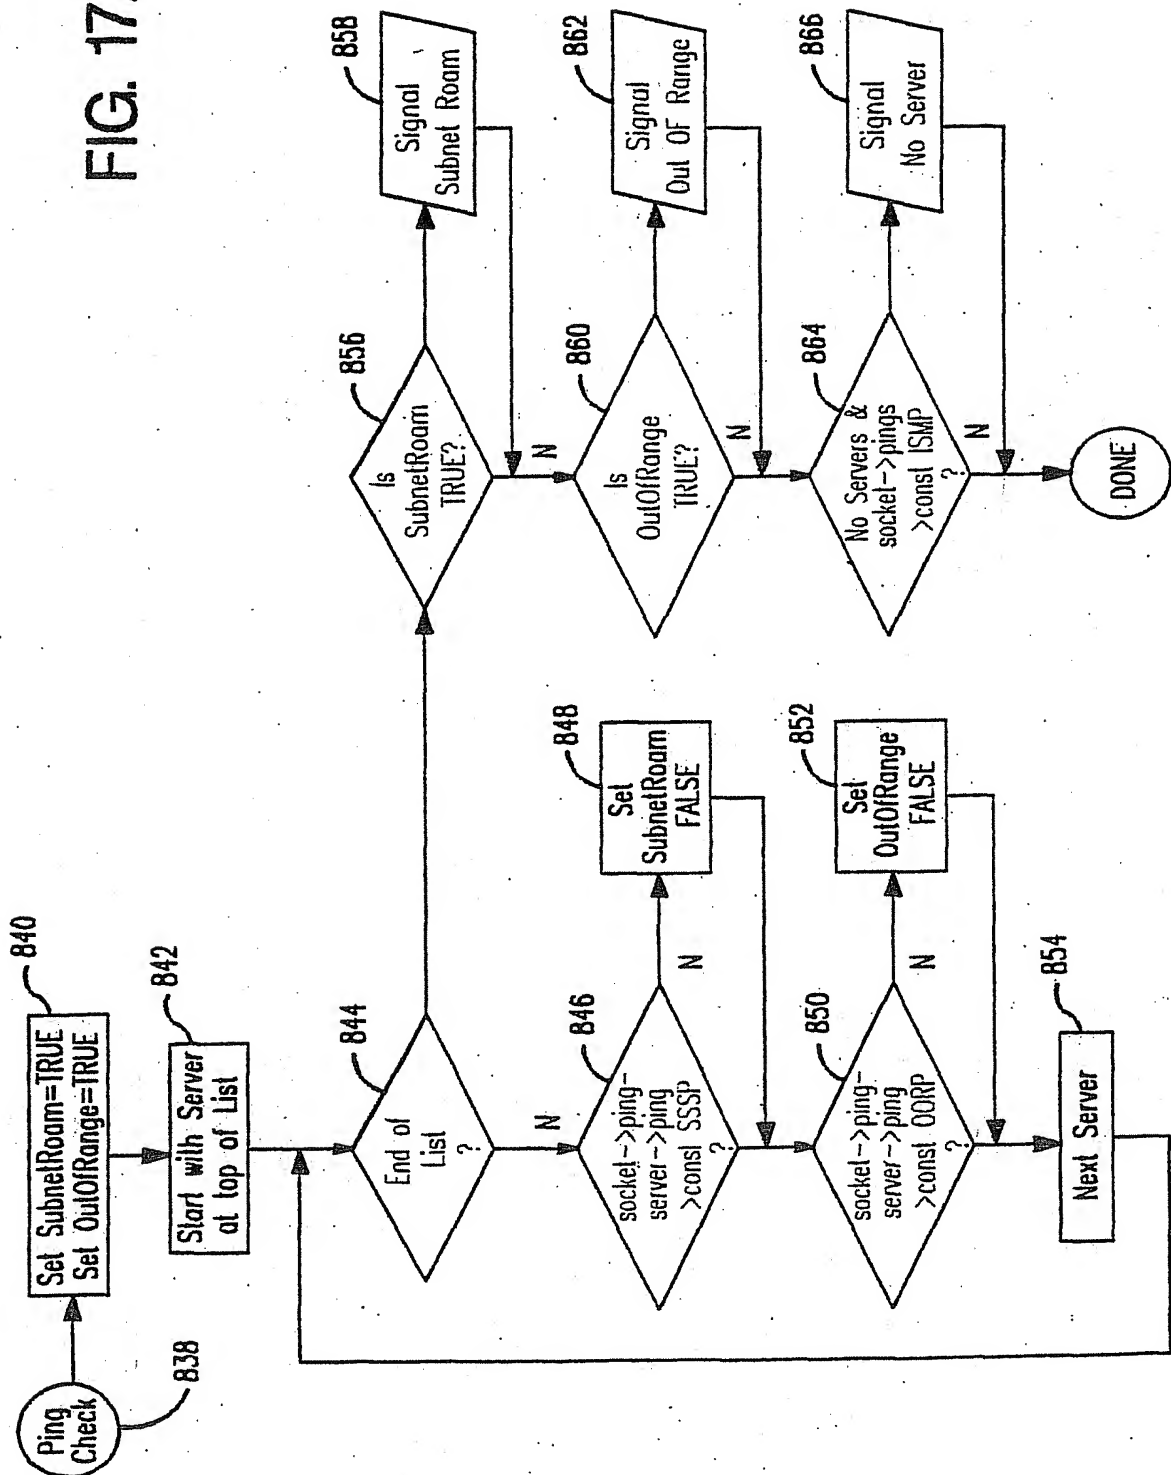 FIG. 17
Ping
Check
838
Set SubnetRoam=TRUE
Set OutOfRange=TRUE
840
Start with Server
at top of List
842
End of
List
?
844
N
socket->ping-
server->ping
>const SSSP
?
846
N
Set
SubnetRoam
FALSE
848
socket->ping-
server->ping
>const OORP
?
850
N
Set
OutOfRange
FALSE
852
Next Server
854
Is
SubnetRoam
TRUE?
856
N
Signal
Subnet Roam
858
Is
OutOfRange
TRUE?
860
N
Signal
Out OF Range
862
No Servers &
socket->pings
>const ISMP
?
864
N
Signal
No Server
866
DONE